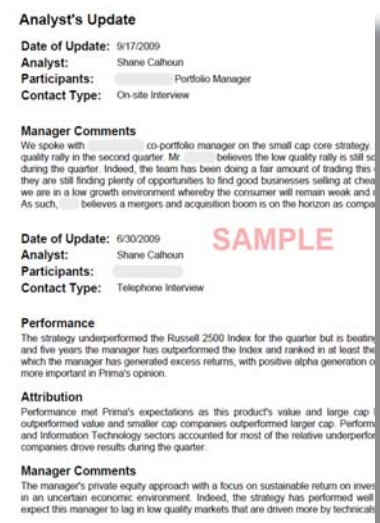 Analyst's Update
Date of Update: 9/17/2009
Analyst: Shane Calhoun
Participants: Portfolio Manager
Contact Type: On-site Interview
Manager Comments
We spoke with co-portfolio manager on the small cap core strategy.
quality rally in the second quarter. Mr. believes the low quality rally is still
during the quarter. Indeed, the team has been doing a fair amount of trading this
they are still finding plenty of opportunities to find good businesses selling at
we are in a low growth environment whereby the consumer will remain weak and
As such, believes a mergers and acquisition boom is on the horizon as
SAMPLE
Date of Update: 6/30/2009
Analyst: Shane Calhoun
Participants:
Contact Type: Telephone Interview
Performance
The strategy underperformed the Russell 2500 Index for the quarter but is
and five years the manager has outperformed the Index and ranked in at least
which the manager has generated excess returns, with positive alpha generation
more important in Prima's opinion.
Attribution
Performance met Prima's expectations as this product's value and large cap
outperformed value and smaller cap companies outperformed larger cap.
and Information Technology sectors accounted for most of the relative
companies drove results during the quarter.
Manager Comments
The manager's private equity approach with a focus on sustainable return on
in an uncertain economic environment. Indeed, the strategy has performed well
expect this manager to lag in low quality markets that are driven more by technicals